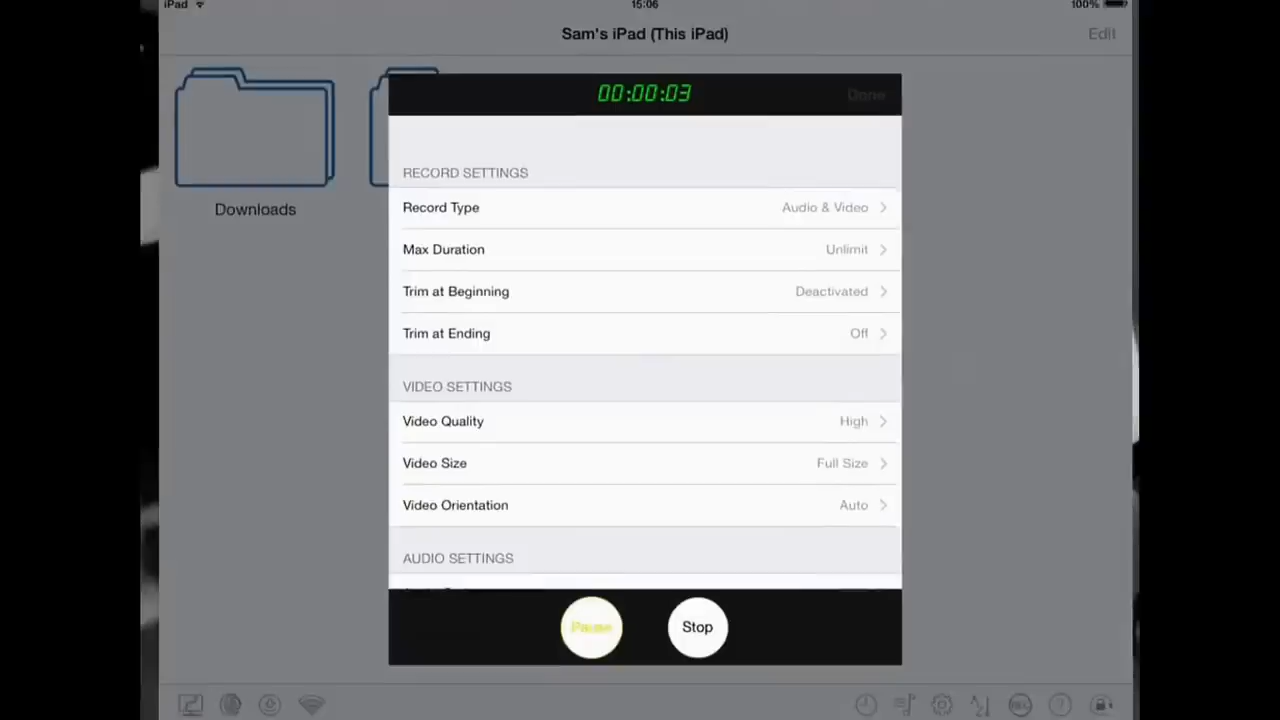 iPad
15:06
100%
Sam's iPad (This iPad)
Edit
00:00:03
Done
Downloads
RECORD SETTINGS
Record Type
Audio & Video
Max Duration
Unlimit
Trim at Beginning
Deactivated
Trim at Ending
Off
VIDEO SETTINGS
Video Quality
High
Video Size
Full Size
Video Orientation
Auto
AUDIO SETTINGS
Pause
Stop